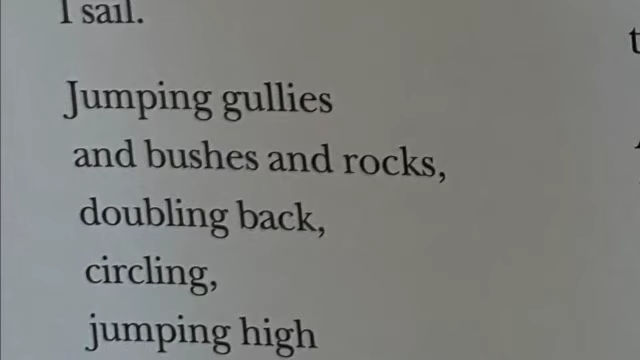 I sail.
Jumping gullies
and bushes and rocks,
doubling back,
circling,
jumping high